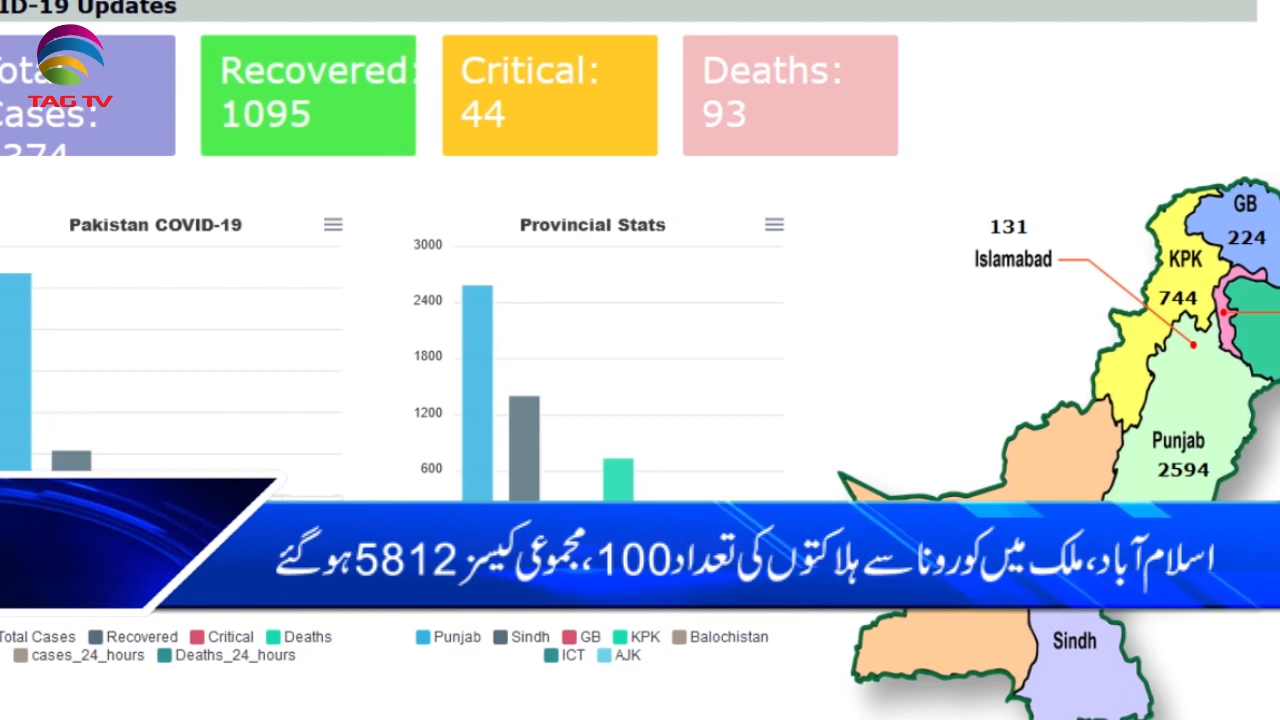 ID-19 Updates
TAG TV
Cases:
Recovered:
1095
Critical:
44
Deaths:
93
Pakistan COVID-19
Provincial Stats
3000
2400
1800
1200
600
131
Islamabad
GB
224
KPK
744
Punjab
2594
اسلام آباد، ملک میں کورونا سے ہلاکتوں کی تعداد 100، مجموعی کیسز 5812 ہو گئے
Total Cases Recovered Critical Deaths
cases_24_hours Deaths_24_hours
Punjab Sindh GB KPK Balochistan
ICT AJK
Sindh